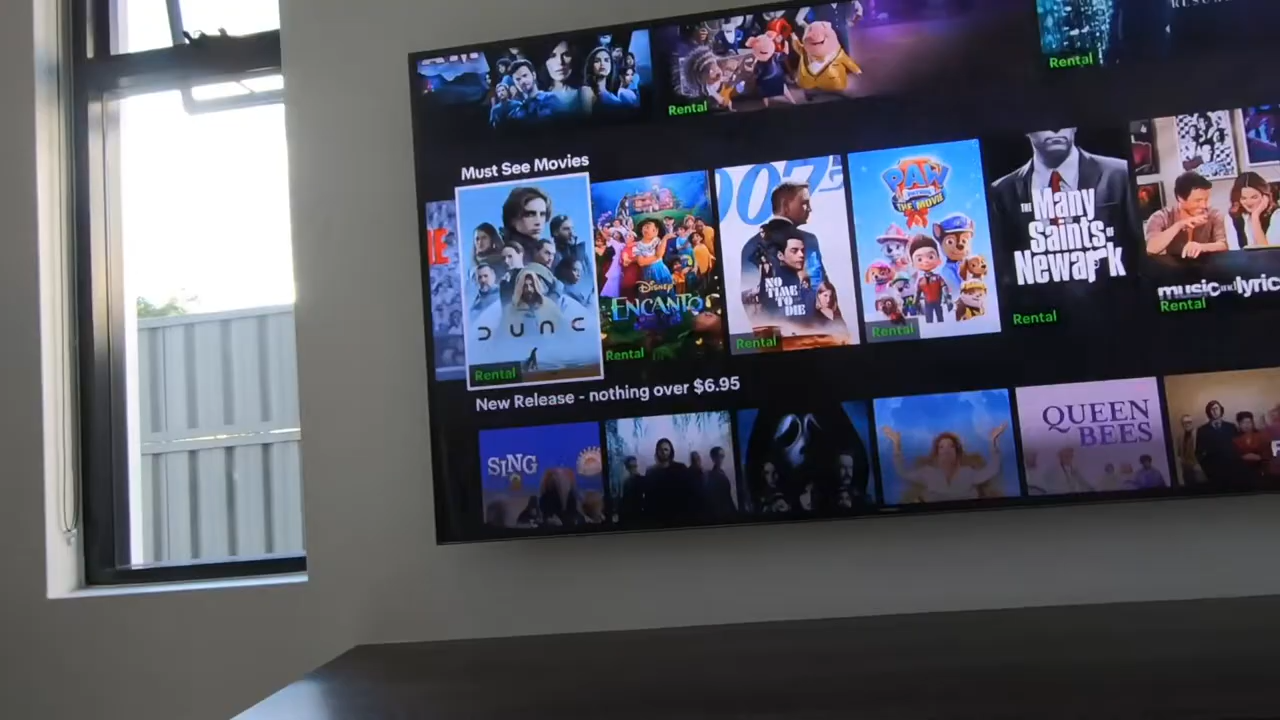 Rental
Rental
Must See Movies
DUNC
Rental
Disney
ENCANTO
Rental
007
NO
TIME
TO
DIE
Rental
PAW
PATROL
THE MOVIE
Rental
THE Many
Saints OF
Newark
Rental
music and lyric
Rental
New Release - nothing over $6.95
SING
2
QUEEN
BEES